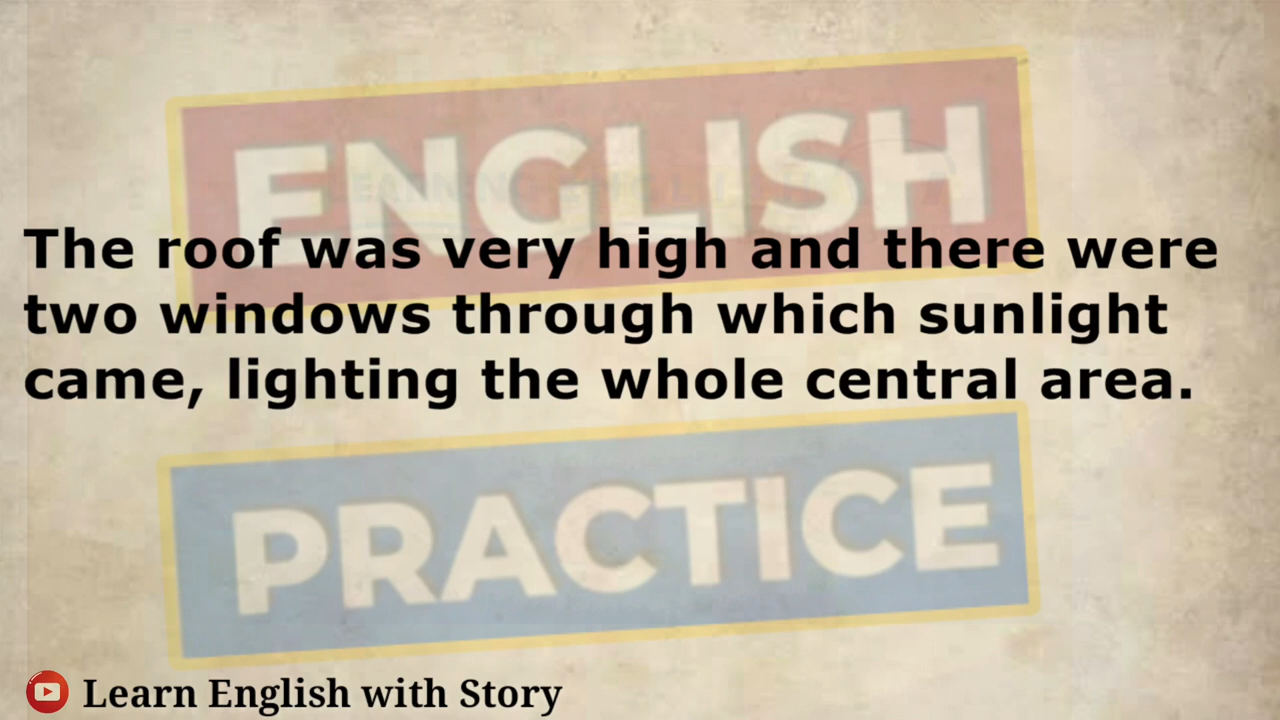 ENGLISH
The roof was very high and there were
two windows through which sunlight
came, lighting the whole central area.
PRACTICE
Learn English with Story